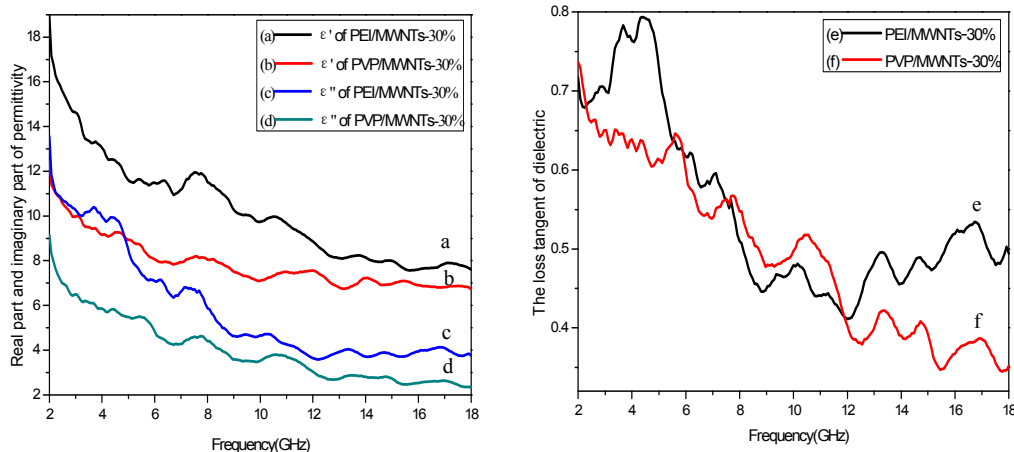 Real part and imaginary part of permittivity
18
16
14
12
10
8
6
4
2
(a) ε' of PEI/MWNTs-30%
(b) ε' of PVP/MWNTs-30%
(c) ε'' of PEI/MWNTs-30%
(d) ε'' of PVP/MWNTs-30%
a
b
c
d
2 4 6 8 10 12 14 16 18
Frequency(GHz)
The loss tangent of dielectric
0.8
0.7
0.6
0.5
0.4
(e) PEI/MWNTs-30%
(f) PVP/MWNTs-30%
e
f
2 4 6 8 10 12 14 16 18
Frequency(GHz)